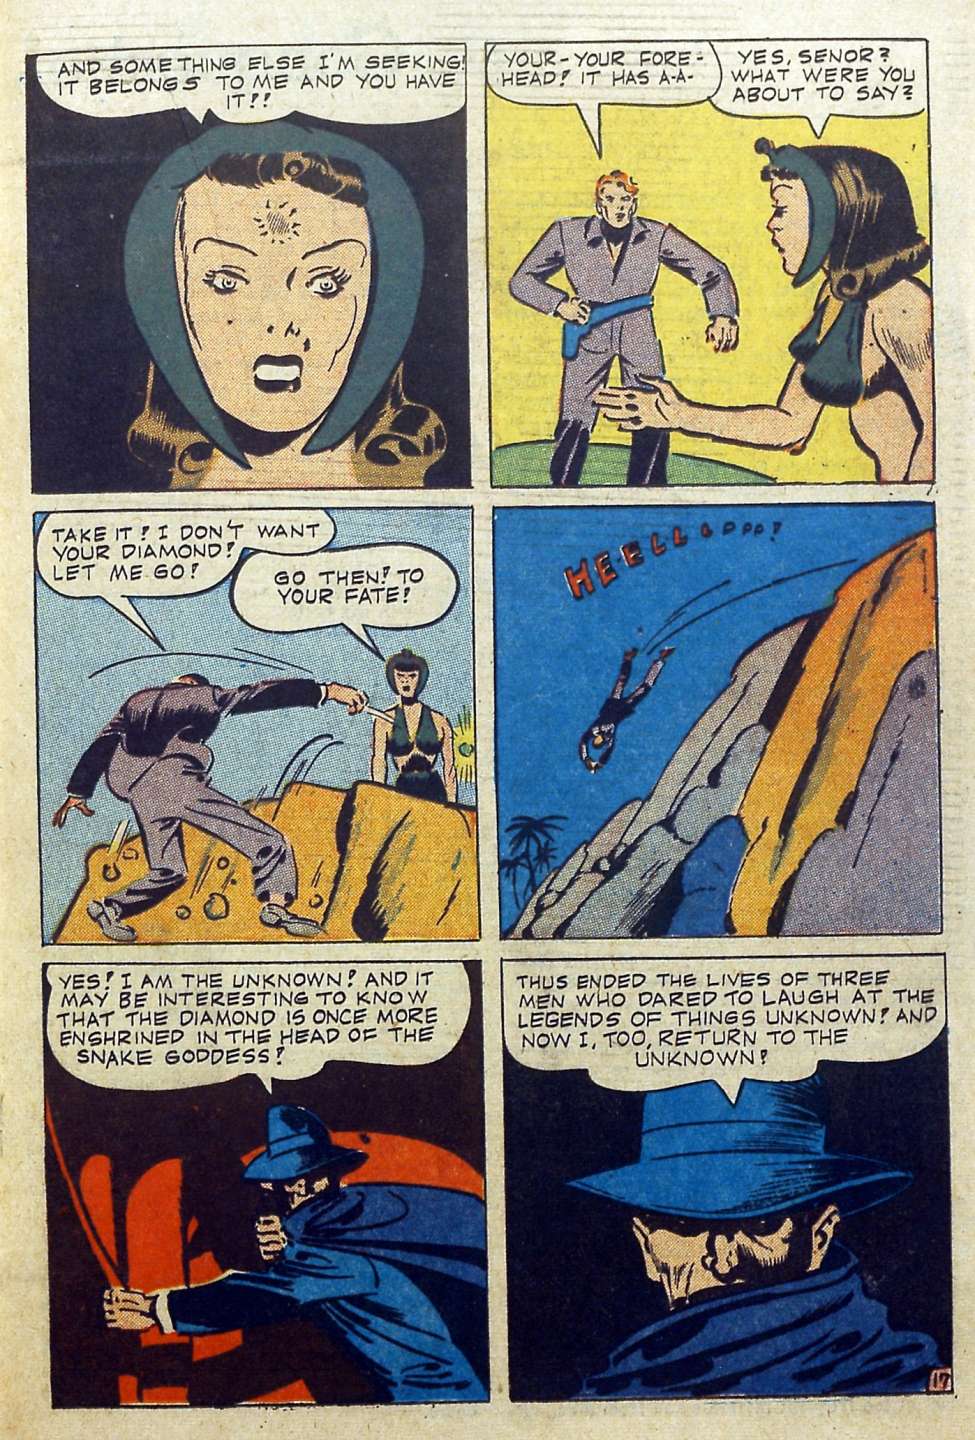 AND SOMETHING ELSE I'M SEEKING!
IT BELONGS TO ME AND YOU HAVE
IT!!
YOUR-YOUR FORE-
HEAD! IT HAS A-A-
YES, SENOR?
WHAT WERE YOU
ABOUT TO SAY?
TAKE IT! I DON'T WANT
YOUR DIAMOND!
LET ME GO!
GO THEN! TO
YOUR FATE!
HEELLLLPPP!
YES! I AM THE UNKNOWN! AND IT
MAY BE INTERESTING TO KNOW
THAT THE DIAMOND IS ONCE MORE
ENSHRINED IN THE HEAD OF THE
SNAKE GODDESS!
THUS ENDED THE LIVES OF THREE
MEN WHO DARED TO LAUGH AT THE
LEGENDS OF THINGS UNKNOWN! AND
NOW I, TOO, RETURN TO THE
UNKNOWN!
17